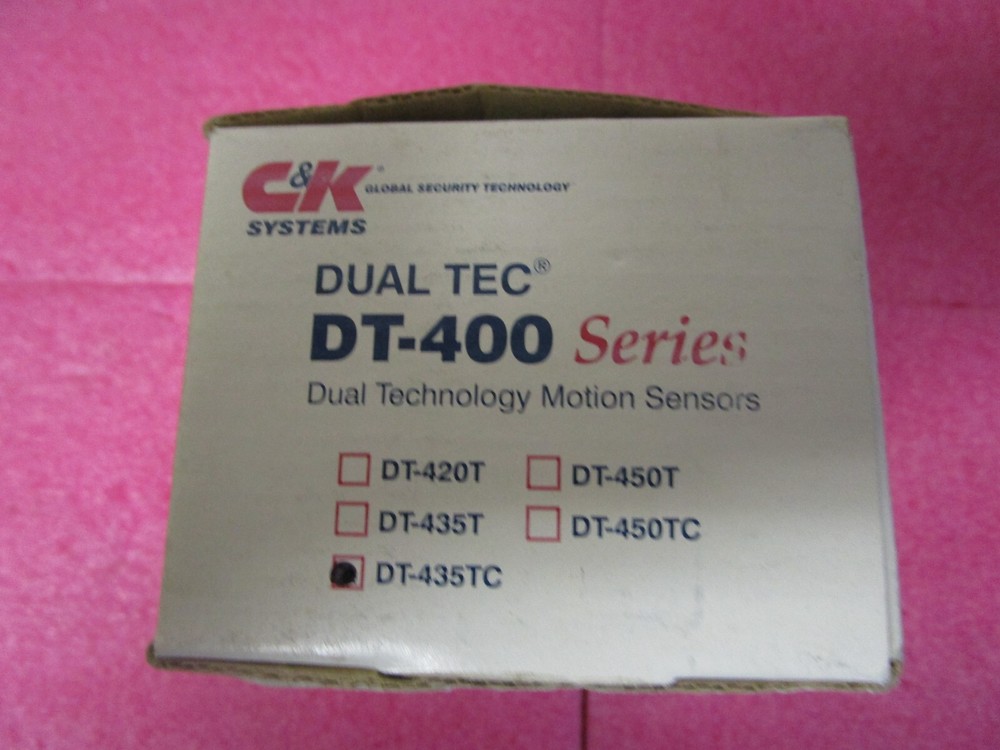 C&K
GLOBAL SECURITY TECHNOLOGY
SYSTEMS
DUAL TEC®
DT-400 Series
Dual Technology Motion Sensors
DT-420T DT-450T
DT-435T DT-450TC
DT-435TC